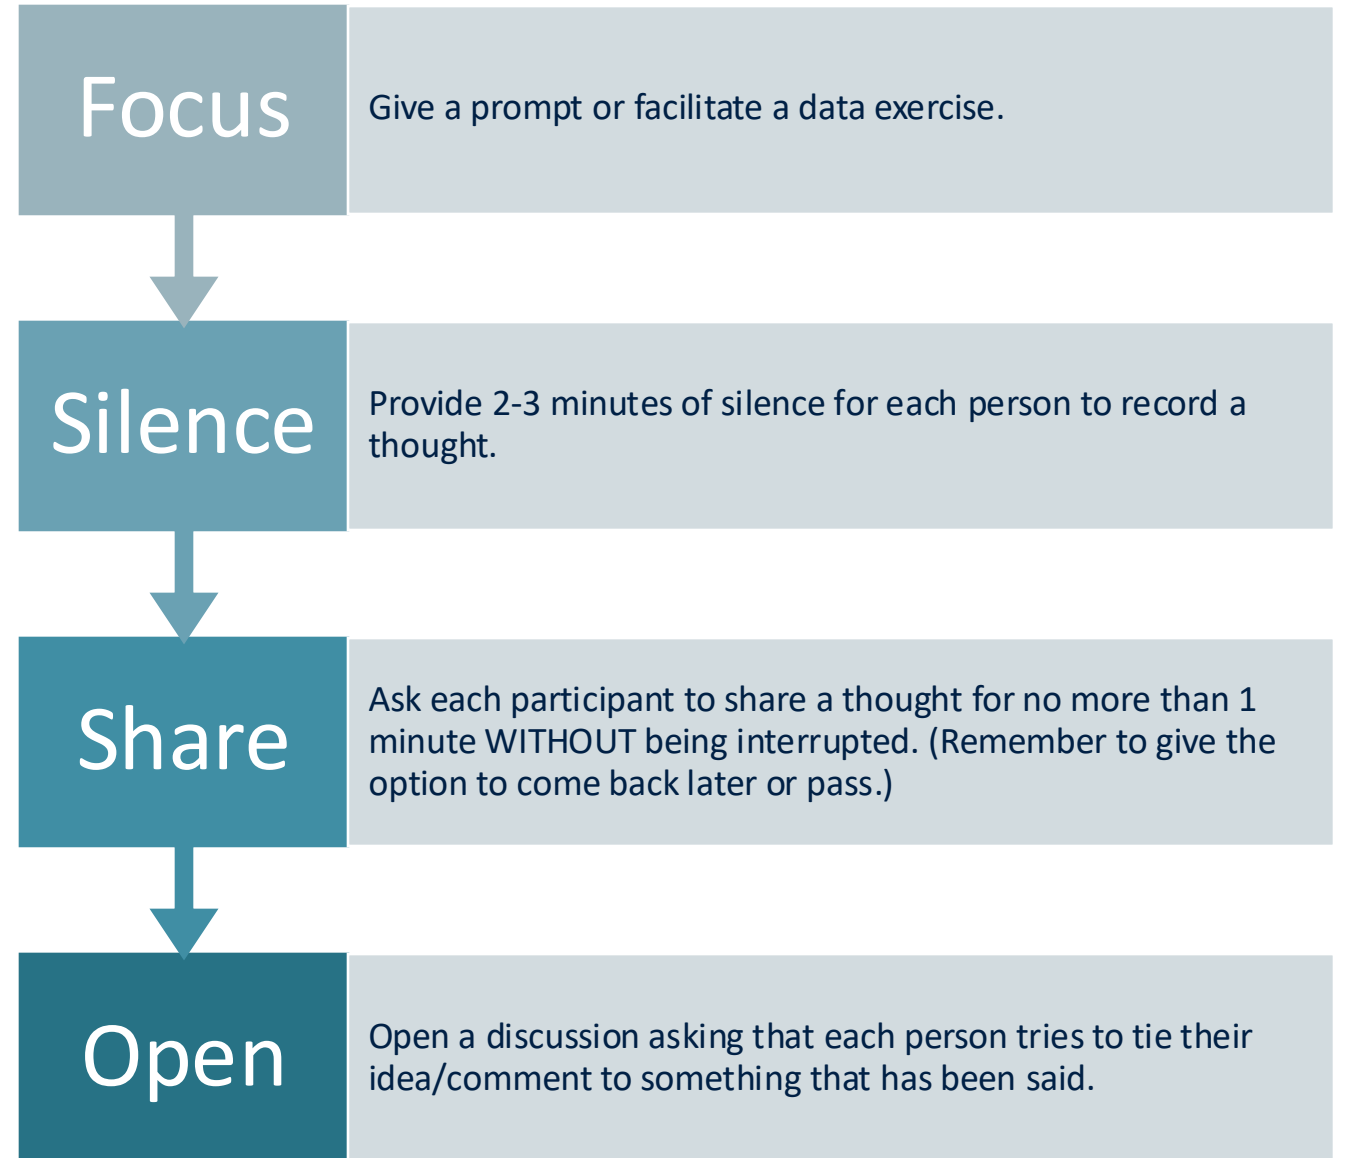 Focus
Give a prompt or facilitate a data exercise.
Silence
Provide 2-3 minutes of silence for each person to record a
thought.
Share
Ask each participant to share a thought for no more than 1
minute WITHOUT being interrupted. (Remember to give the
option to come back later or pass.)
Open
Open a discussion asking that each person tries to tie their
idea/comment to something that has been said.